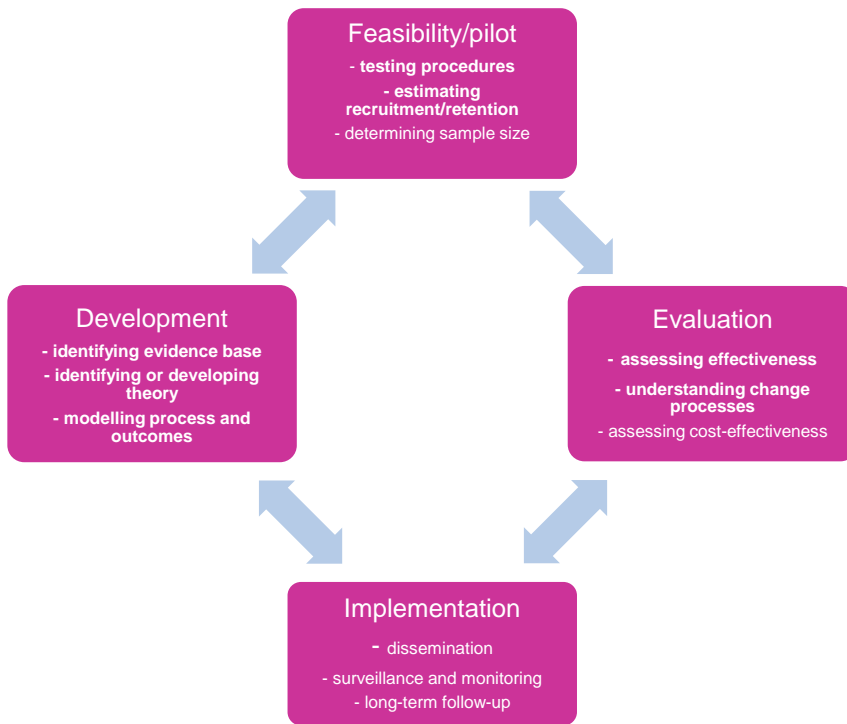 Feasibility/pilot
- testing procedures
- estimating
recruitment/retention
- determining sample size
Development
- identifying evidence base
- identifying or developing
theory
- modelling process and
outcomes
Evaluation
- assessing effectiveness
- understanding change
processes
- assessing cost-effectiveness
Implementation
- dissemination
- surveillance and monitoring
- long-term follow-up